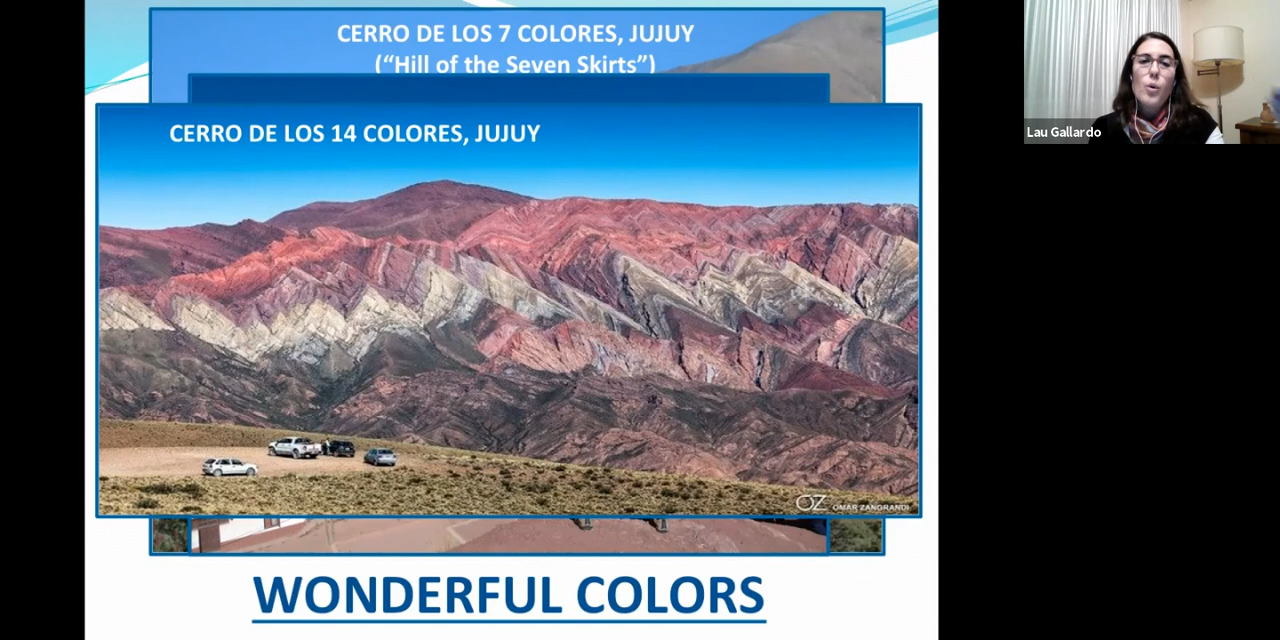 CERRO DE LOS 7 COLORES, JUJUY
(“Hill of the Seven Skirts”)
CERRO DE LOS 14 COLORES, JUJUY
OZ OMAR ZANGRANDI
WONDERFUL COLORS
Lau Gallardo